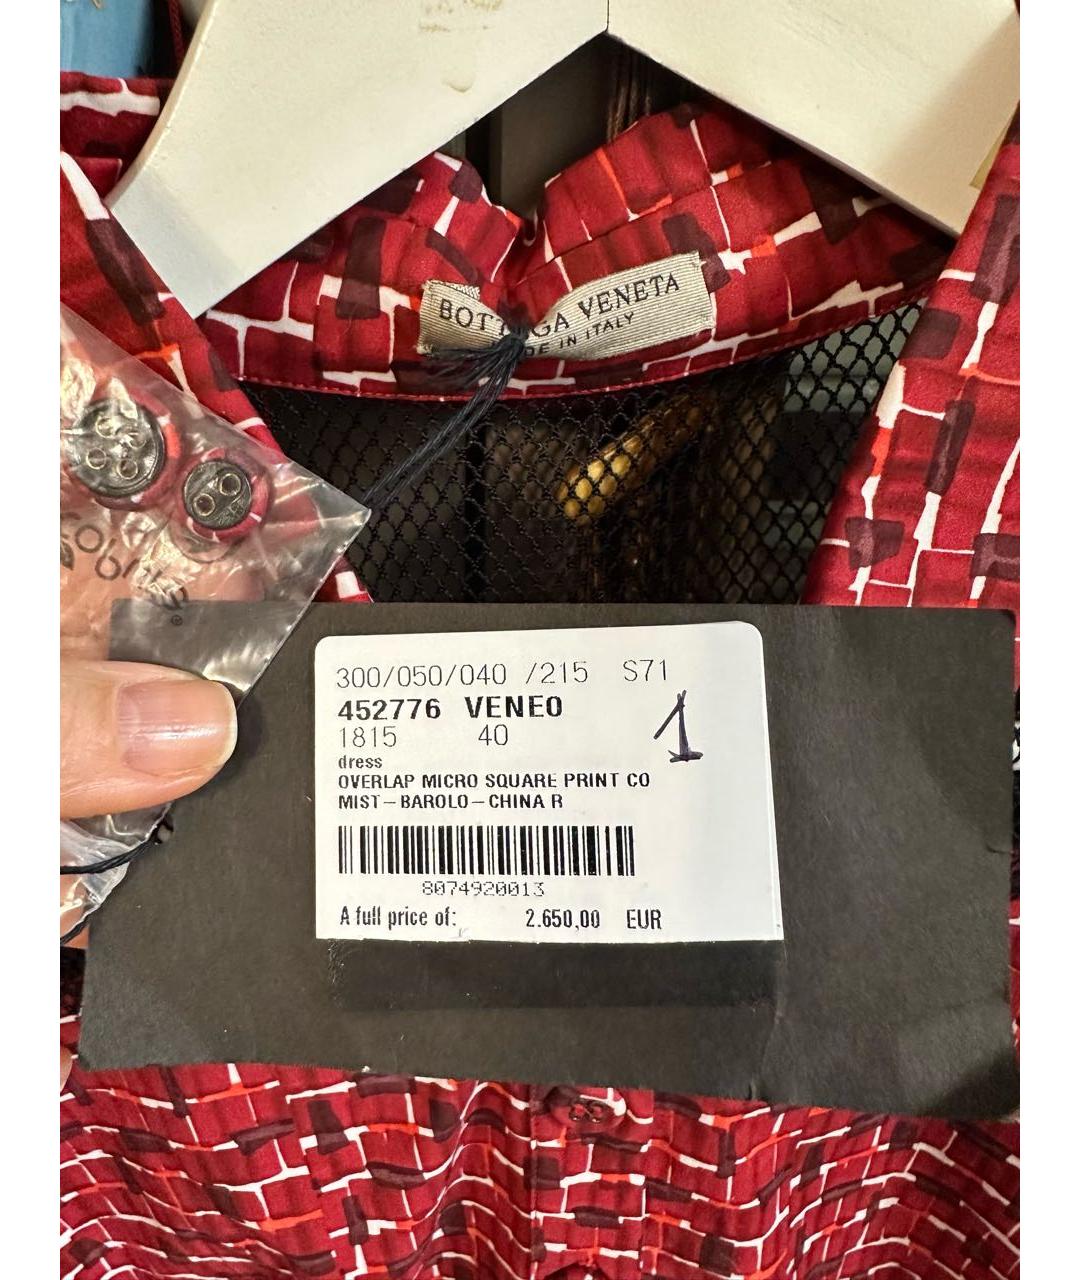 BOTTEGA VENETA
IN ITALY
300/050/040 /215 S71
452776 VENEO
1815 40
1
dress
OVERLAP MICRO SQUARE PRINT CO
MIST-BAROLO-CHINA R
8074920013
A full price of: 2.650,00 EUR